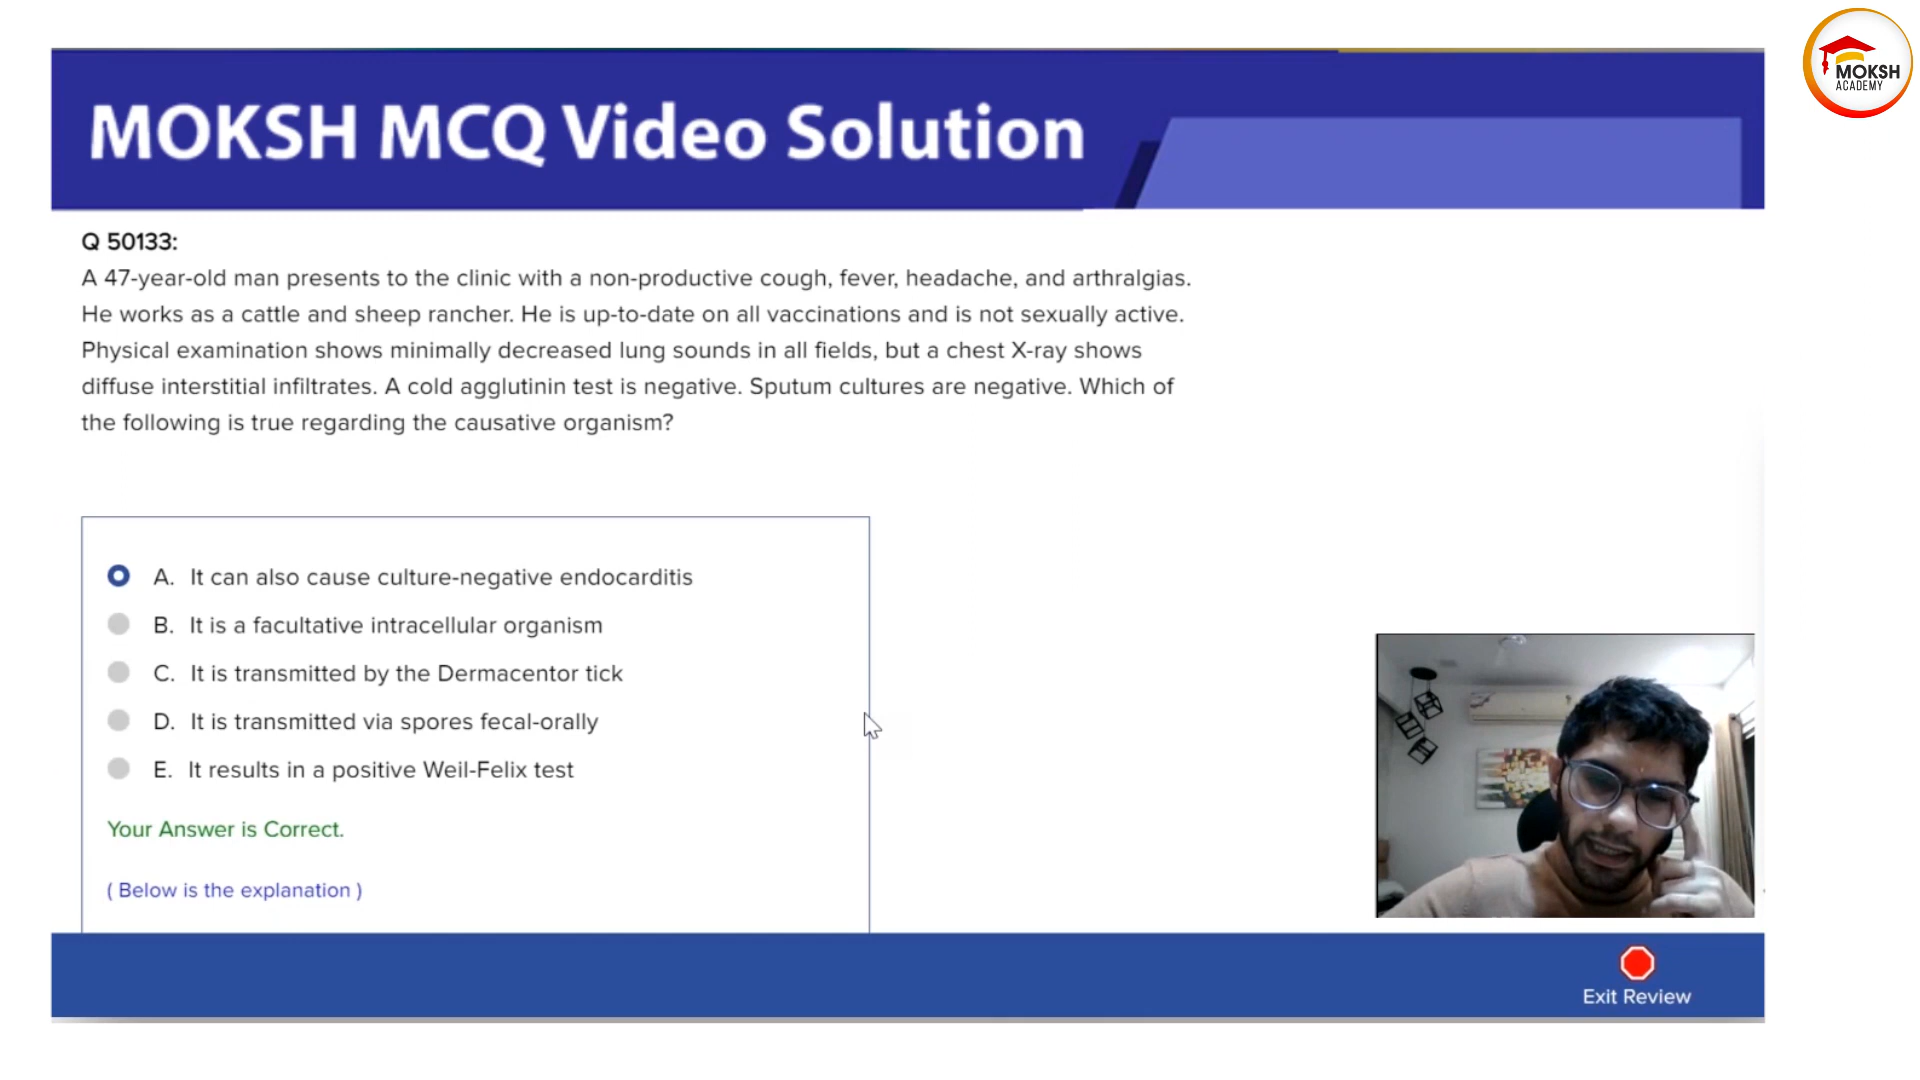 MOKSH
ACADEMY
MOKSH MCQ Video Solution
Q 50133:
A 47-year-old man presents to the clinic with a non-productive cough, fever, headache, and arthralgias.
He works as a cattle and sheep rancher. He is up-to-date on all vaccinations and is not sexually active.
Physical examination shows minimally decreased lung sounds in all fields, but a chest X-ray shows
diffuse interstitial infiltrates. A cold agglutinin test is negative. Sputum cultures are negative. Which of
the following is true regarding the causative organism?
A. It can also cause culture-negative endocarditis
B. It is a facultative intracellular organism
C. It is transmitted by the Dermacentor tick
D. It is transmitted via spores fecal-orally
E. It results in a positive Weil-Felix test
Your Answer is Correct.
( Below is the explanation )
Exit Review